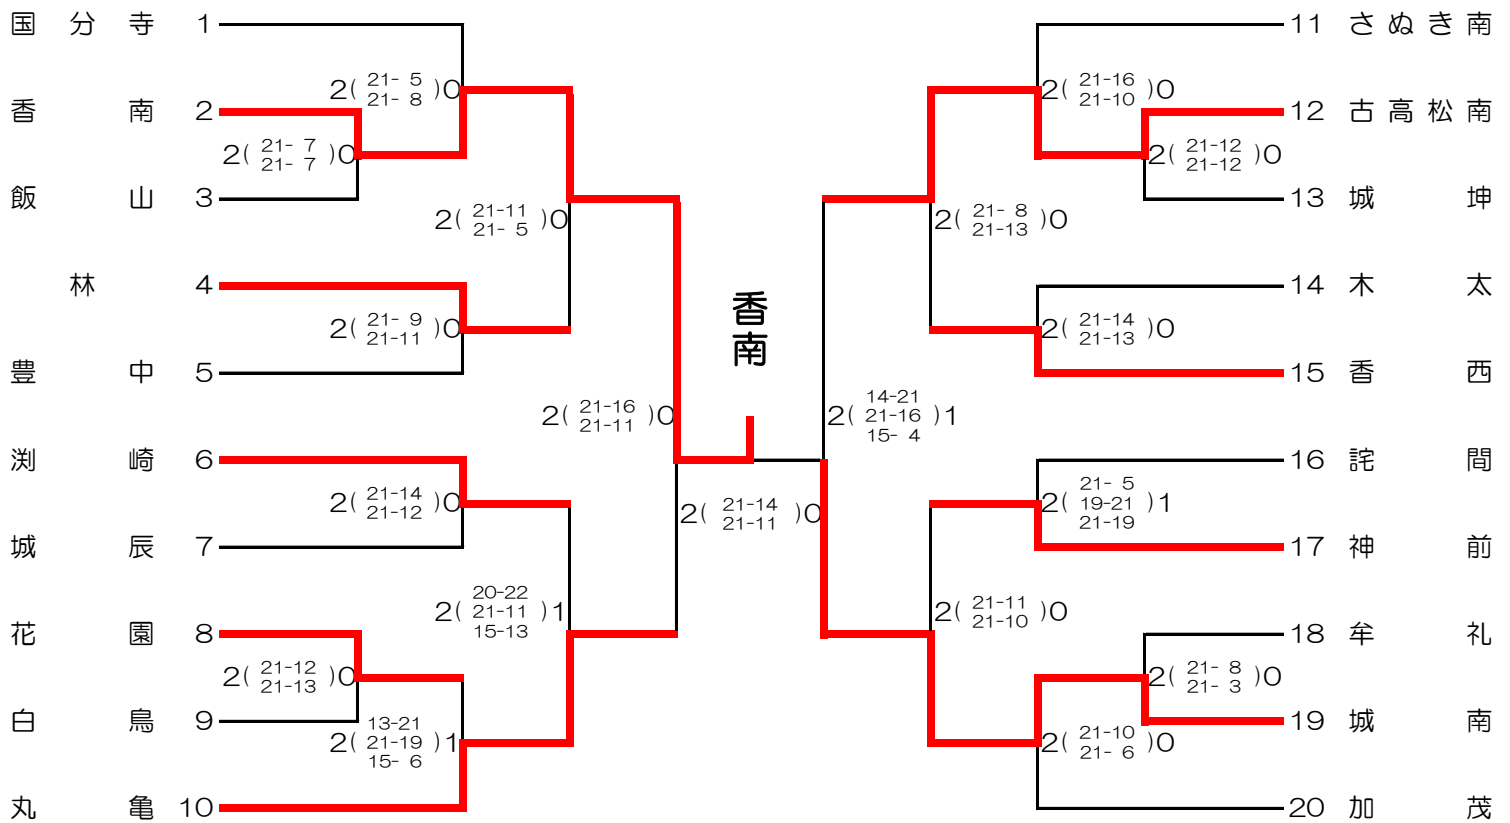 国分寺 1
2( 21- 5 )0
21- 8
香南 2
2( 21- 7 )0
21- 7
飯山 3
2( 21-11 )0
21- 5
林 4
2( 21- 9 )0
21-11
豊中 5
2( 21-16 )0
21-11
渕崎 6
2( 21-14 )0
21-12
城辰 7
20-22
2( 21-11 )1
15-13
花園 8
2( 21-12 )0
21-13
白鳥 9
13-21
2( 21-19 )1
15- 6
丸亀 10
香南
2( 21-14 )0
21-11
11 さぬき南
2( 21-16 )0
21-10
12 古高松南
2( 21-12 )0
21-12
13 城坤
2( 21- 8 )0
21-13
14 木太
2( 21-14 )0
21-13
15 香西
14-21
2( 21-16 )1
15- 4
16 詫間
21- 5
2( 19-21 )1
21-19
17 神前
2( 21-11 )0
21-10
18 牟礼
2( 21- 8 )0
21- 3
19 城南
2( 21-10 )0
21- 6
20 加茂